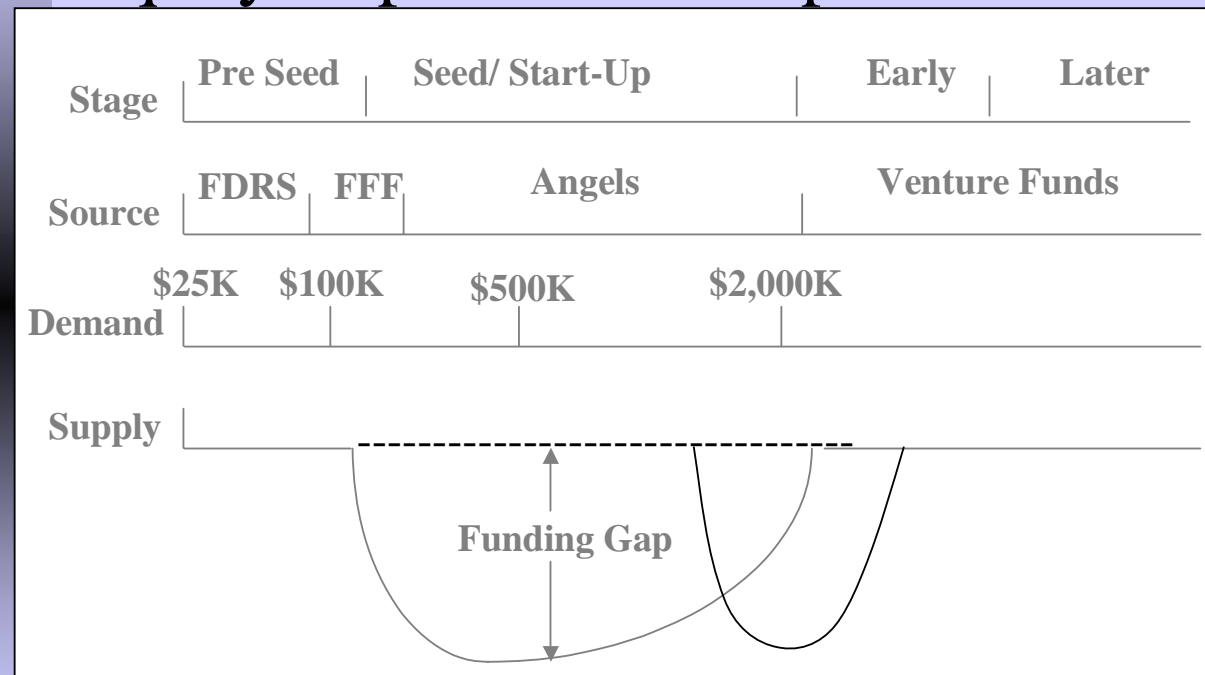 Pre Seed Seed/ Start-Up Early Later
Stage
FDRS FFF Angels Venture Funds
Source
$25K $100K $500K $2,000K
Demand
Supply
Funding Gap